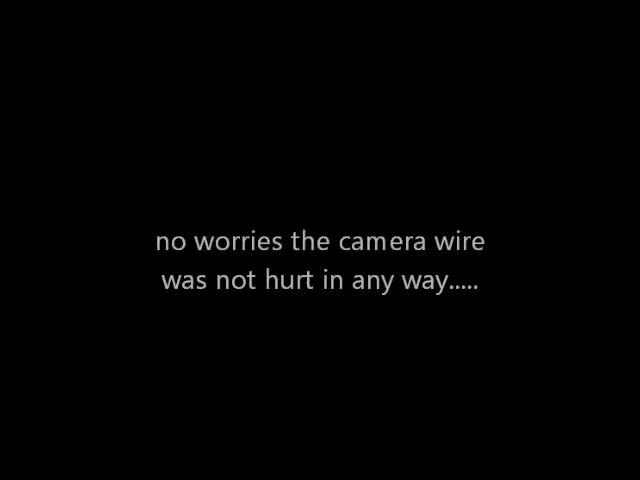 no worries the camera wire
was not hurt in any way.....